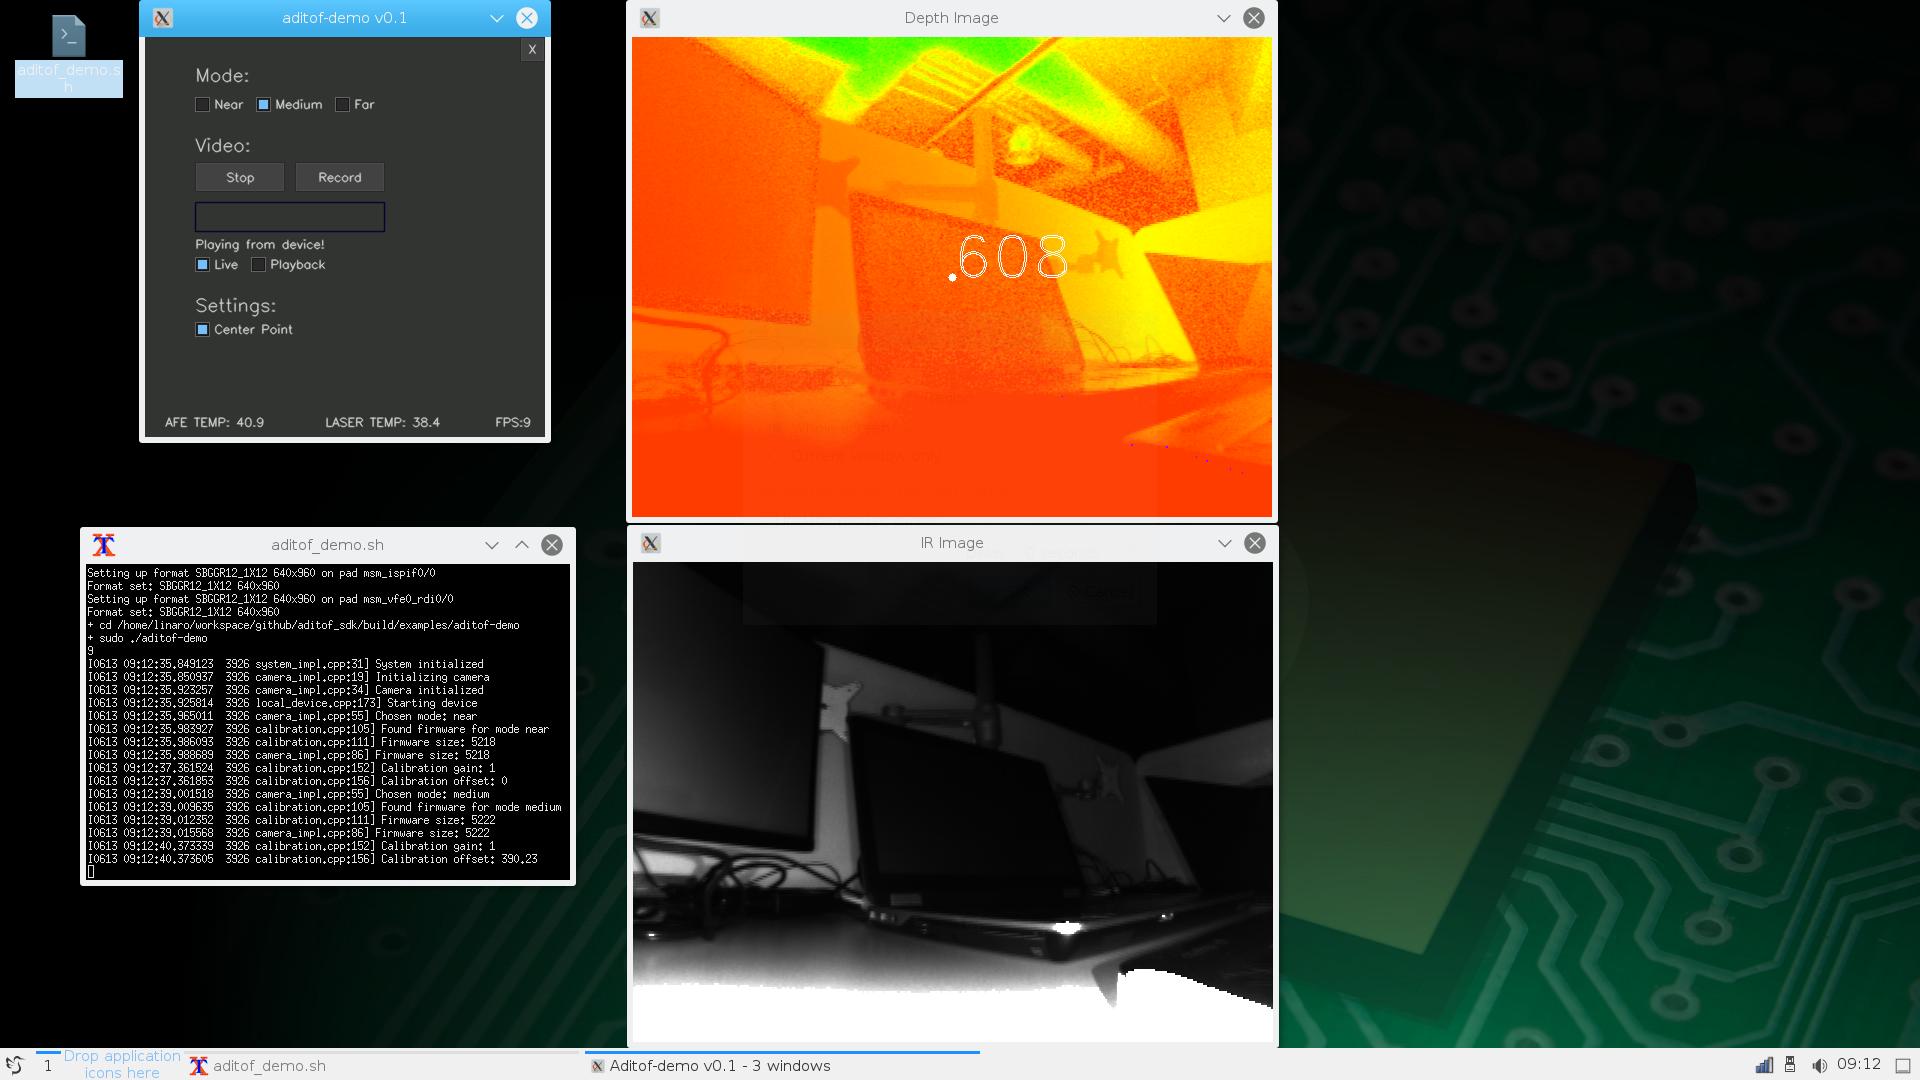 aditof_demo.s
h
aditof-demo v0.1
X
Mode:
Near Medium Far
Video:
Stop Record
Playing from device!
Live Playback
Settings:
Center Point
AFE TEMP: 40.9 LASER TEMP: 38.4 FPS:9
Depth Image
608
Current window only
aditof_demo.sh
Setting up format SBGGR12_1X12 640x960 on pad msm_ispif0/0
Format set: SBGGR12_1X12 640x960
Setting up format SBGGR12_1X12 640x960 on pad msm_vfe0_rdi0/0
Format set: SBGGR12_1X12 640x960
+ cd /home/linaro/workspace/github/aditof_sdk/build/examples/aditof-demo
+ sudo ./aditof-demo
9
I0613 09:12:35.849123  3926 system_impl.cpp:31] System initialized
I0613 09:12:35.850937  3926 camera_impl.cpp:19] Initializing camera
I0613 09:12:35.923257  3926 camera_impl.cpp:34] Camera initialized
I0613 09:12:35.925814  3926 local_device.cpp:173] Starting device
I0613 09:12:35.965011  3926 camera_impl.cpp:55] Chosen mode: near
I0613 09:12:35.983927  3926 calibration.cpp:105] Found firmware for mode near
I0613 09:12:35.986093  3926 calibration.cpp:111] Firmware size: 5218
I0613 09:12:35.988689  3926 camera_impl.cpp:86] Firmware size: 5218
I0613 09:12:37.361524  3926 calibration.cpp:152] Calibration gain: 1
I0613 09:12:37.361853  3926 calibration.cpp:156] Calibration offset: 0
I0613 09:12:39.001518  3926 camera_impl.cpp:55] Chosen mode: medium
I0613 09:12:39.009635  3926 calibration.cpp:105] Found firmware for mode medium
I0613 09:12:39.012352  3926 calibration.cpp:111] Firmware size: 5222
I0613 09:12:39.015568  3926 camera_impl.cpp:86] Firmware size: 5222
I0613 09:12:40.373339  3926 calibration.cpp:152] Calibration gain: 1
I0613 09:12:40.373605  3926 calibration.cpp:156] Calibration offset: 390.23
IR Image
Cancel
1
Drop application
icons here
aditof_demo.sh
Aditof-demo v0.1 - 3 windows
09:12